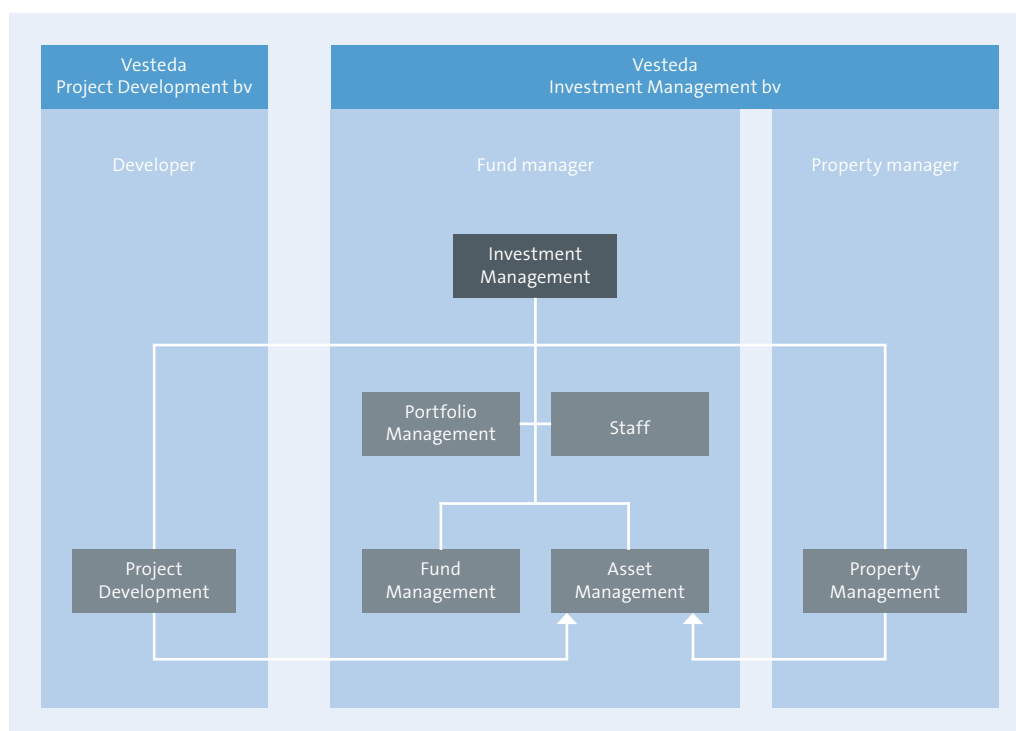 Vesteda
Project Development bv
Vesteda
Investment Management bv
Developer
Fund manager
Property manager
Investment
Management
Portfolio
Management
Staff
Project
Development
Fund
Management
Asset
Management
Property
Management